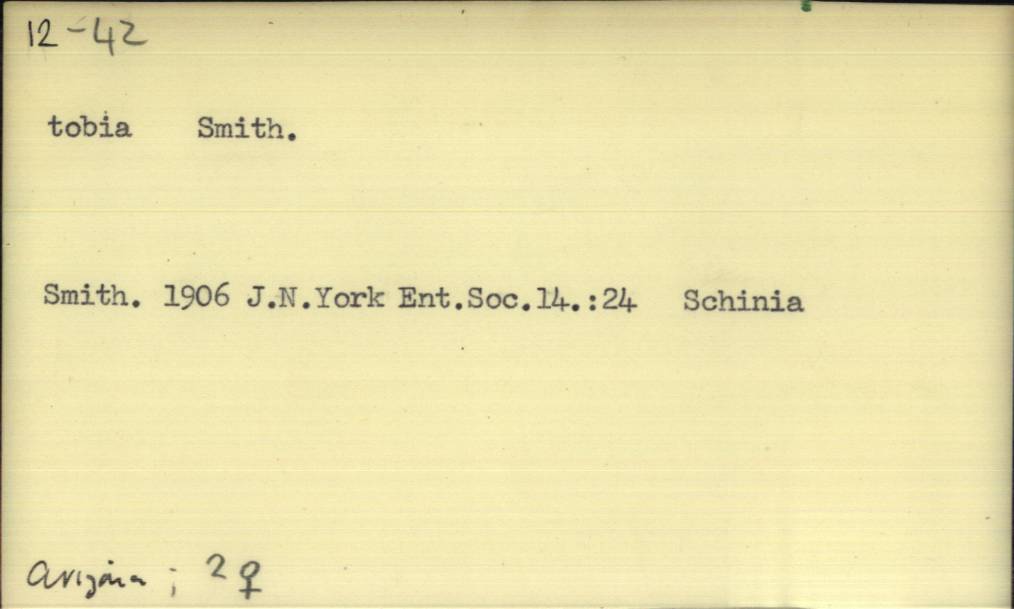 12-42
tobia Smith.
Smith. 1906 J.N.York Ent.Soc.14.:24 Schinia
Arizona ; 2 ♀